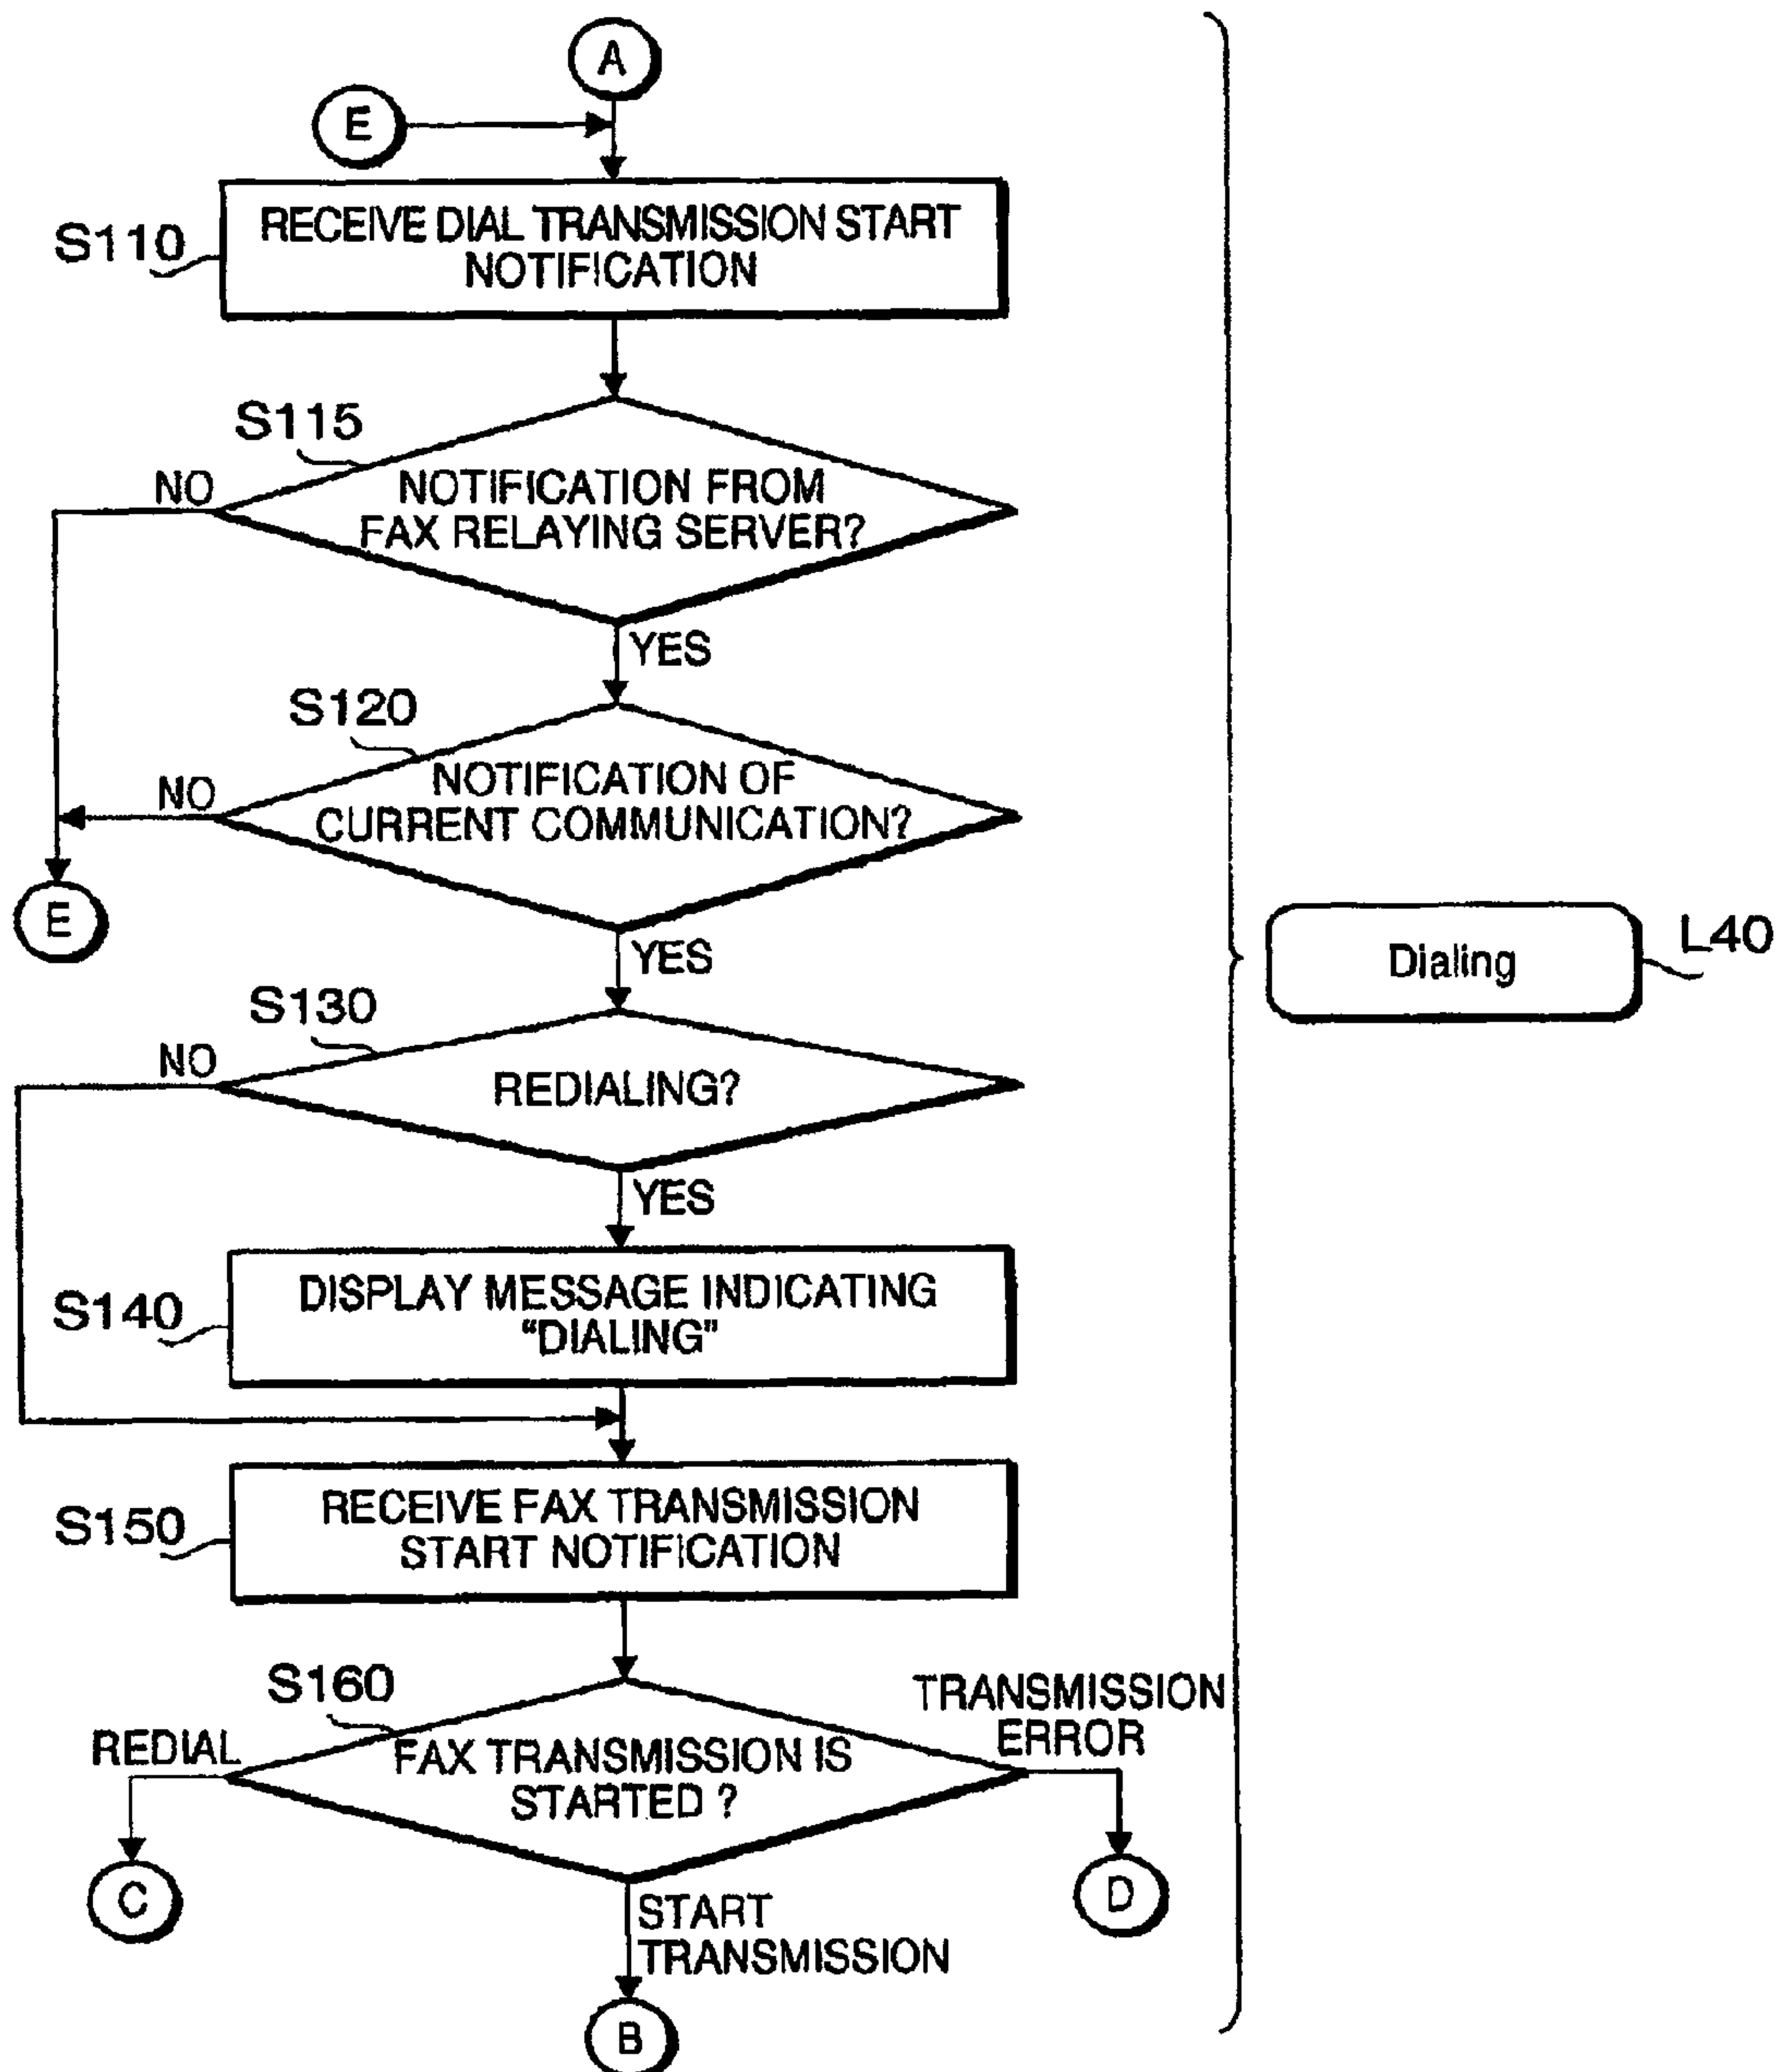 A
E
S110
RECEIVE DIAL TRANSMISSION START
NOTIFICATION
S115
NO
NOTIFICATION FROM
FAX RELAYING SERVER?
YES
S120
NO
NOTIFICATION OF
CURRENT COMMUNICATION?
E
YES
Dialing
L40
S130
NO
REDIALING?
YES
S140
DISPLAY MESSAGE INDICATING
“DIALING”
S150
RECEIVE FAX TRANSMISSION
START NOTIFICATION
S160
REDIAL
FAX TRANSMISSION IS
STARTED ?
TRANSMISSION
ERROR
C
D
START
TRANSMISSION
B